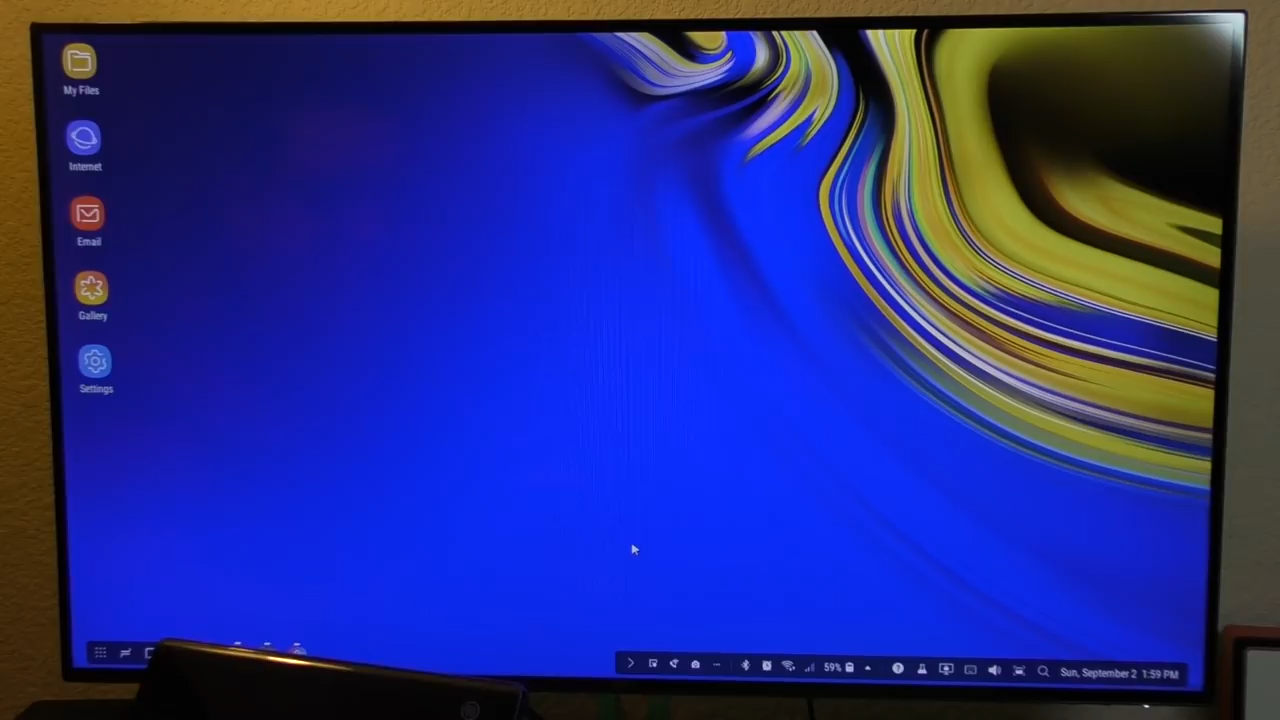 My Files
Internet
Email
Gallery
Settings
59%
Sun, September 2 1:59 PM